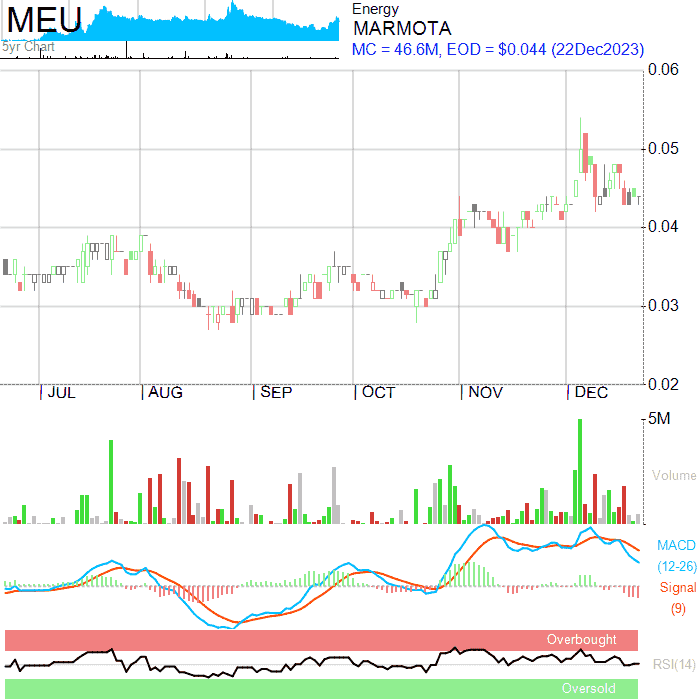 MEU
5yr Chart
Energy
MARMOTA
MC = 46.6M, EOD = $0.044 (22Dec2023)
0.06
0.05
0.04
0.03
0.02
JUL AUG SEP OCT NOV DEC
5M
Volume
MACD
(12-26)
Signal
(9)
Overbought
RSI(14)
Oversold